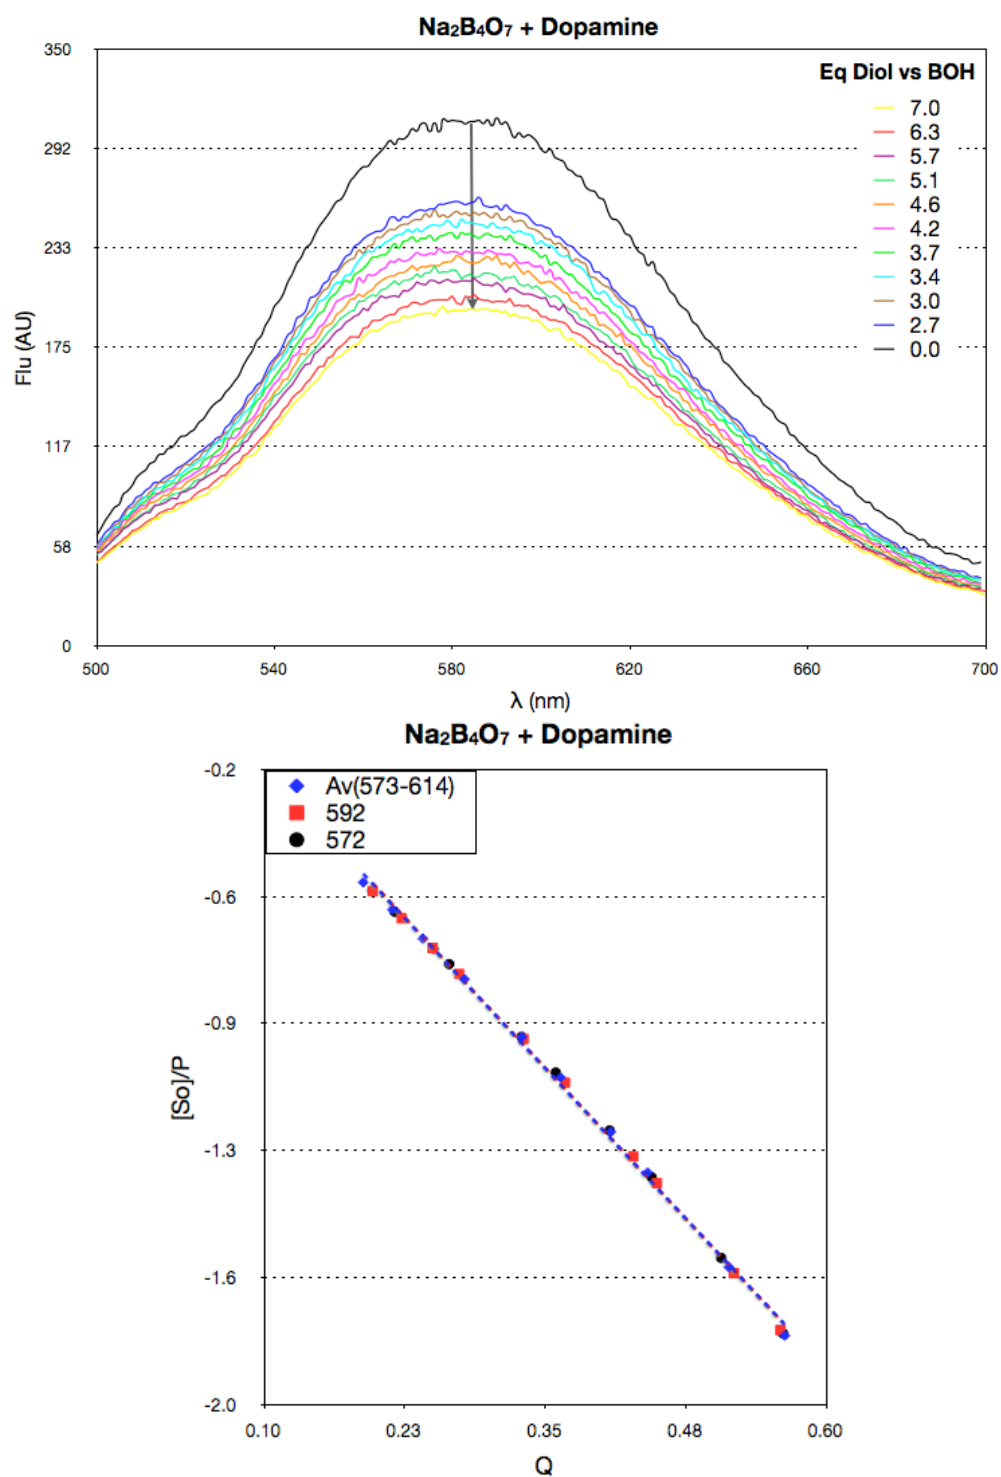 Na₂B₄O₇ + Dopamine
350
Eq Diol vs BOH
7.0
6.3
5.7
5.1
4.6
4.2
3.7
3.4
3.0
2.7
0.0
292
233
175
117
58
0
Flu (AU)
500 540 580 620 660 700
λ (nm)
Na₂B₄O₇ + Dopamine
-0.2
Av(573-614)
592
572
-0.6
-0.9
-1.3
-1.6
-2.0
[So]/P
0.10 0.23 0.35 0.48 0.60
Q